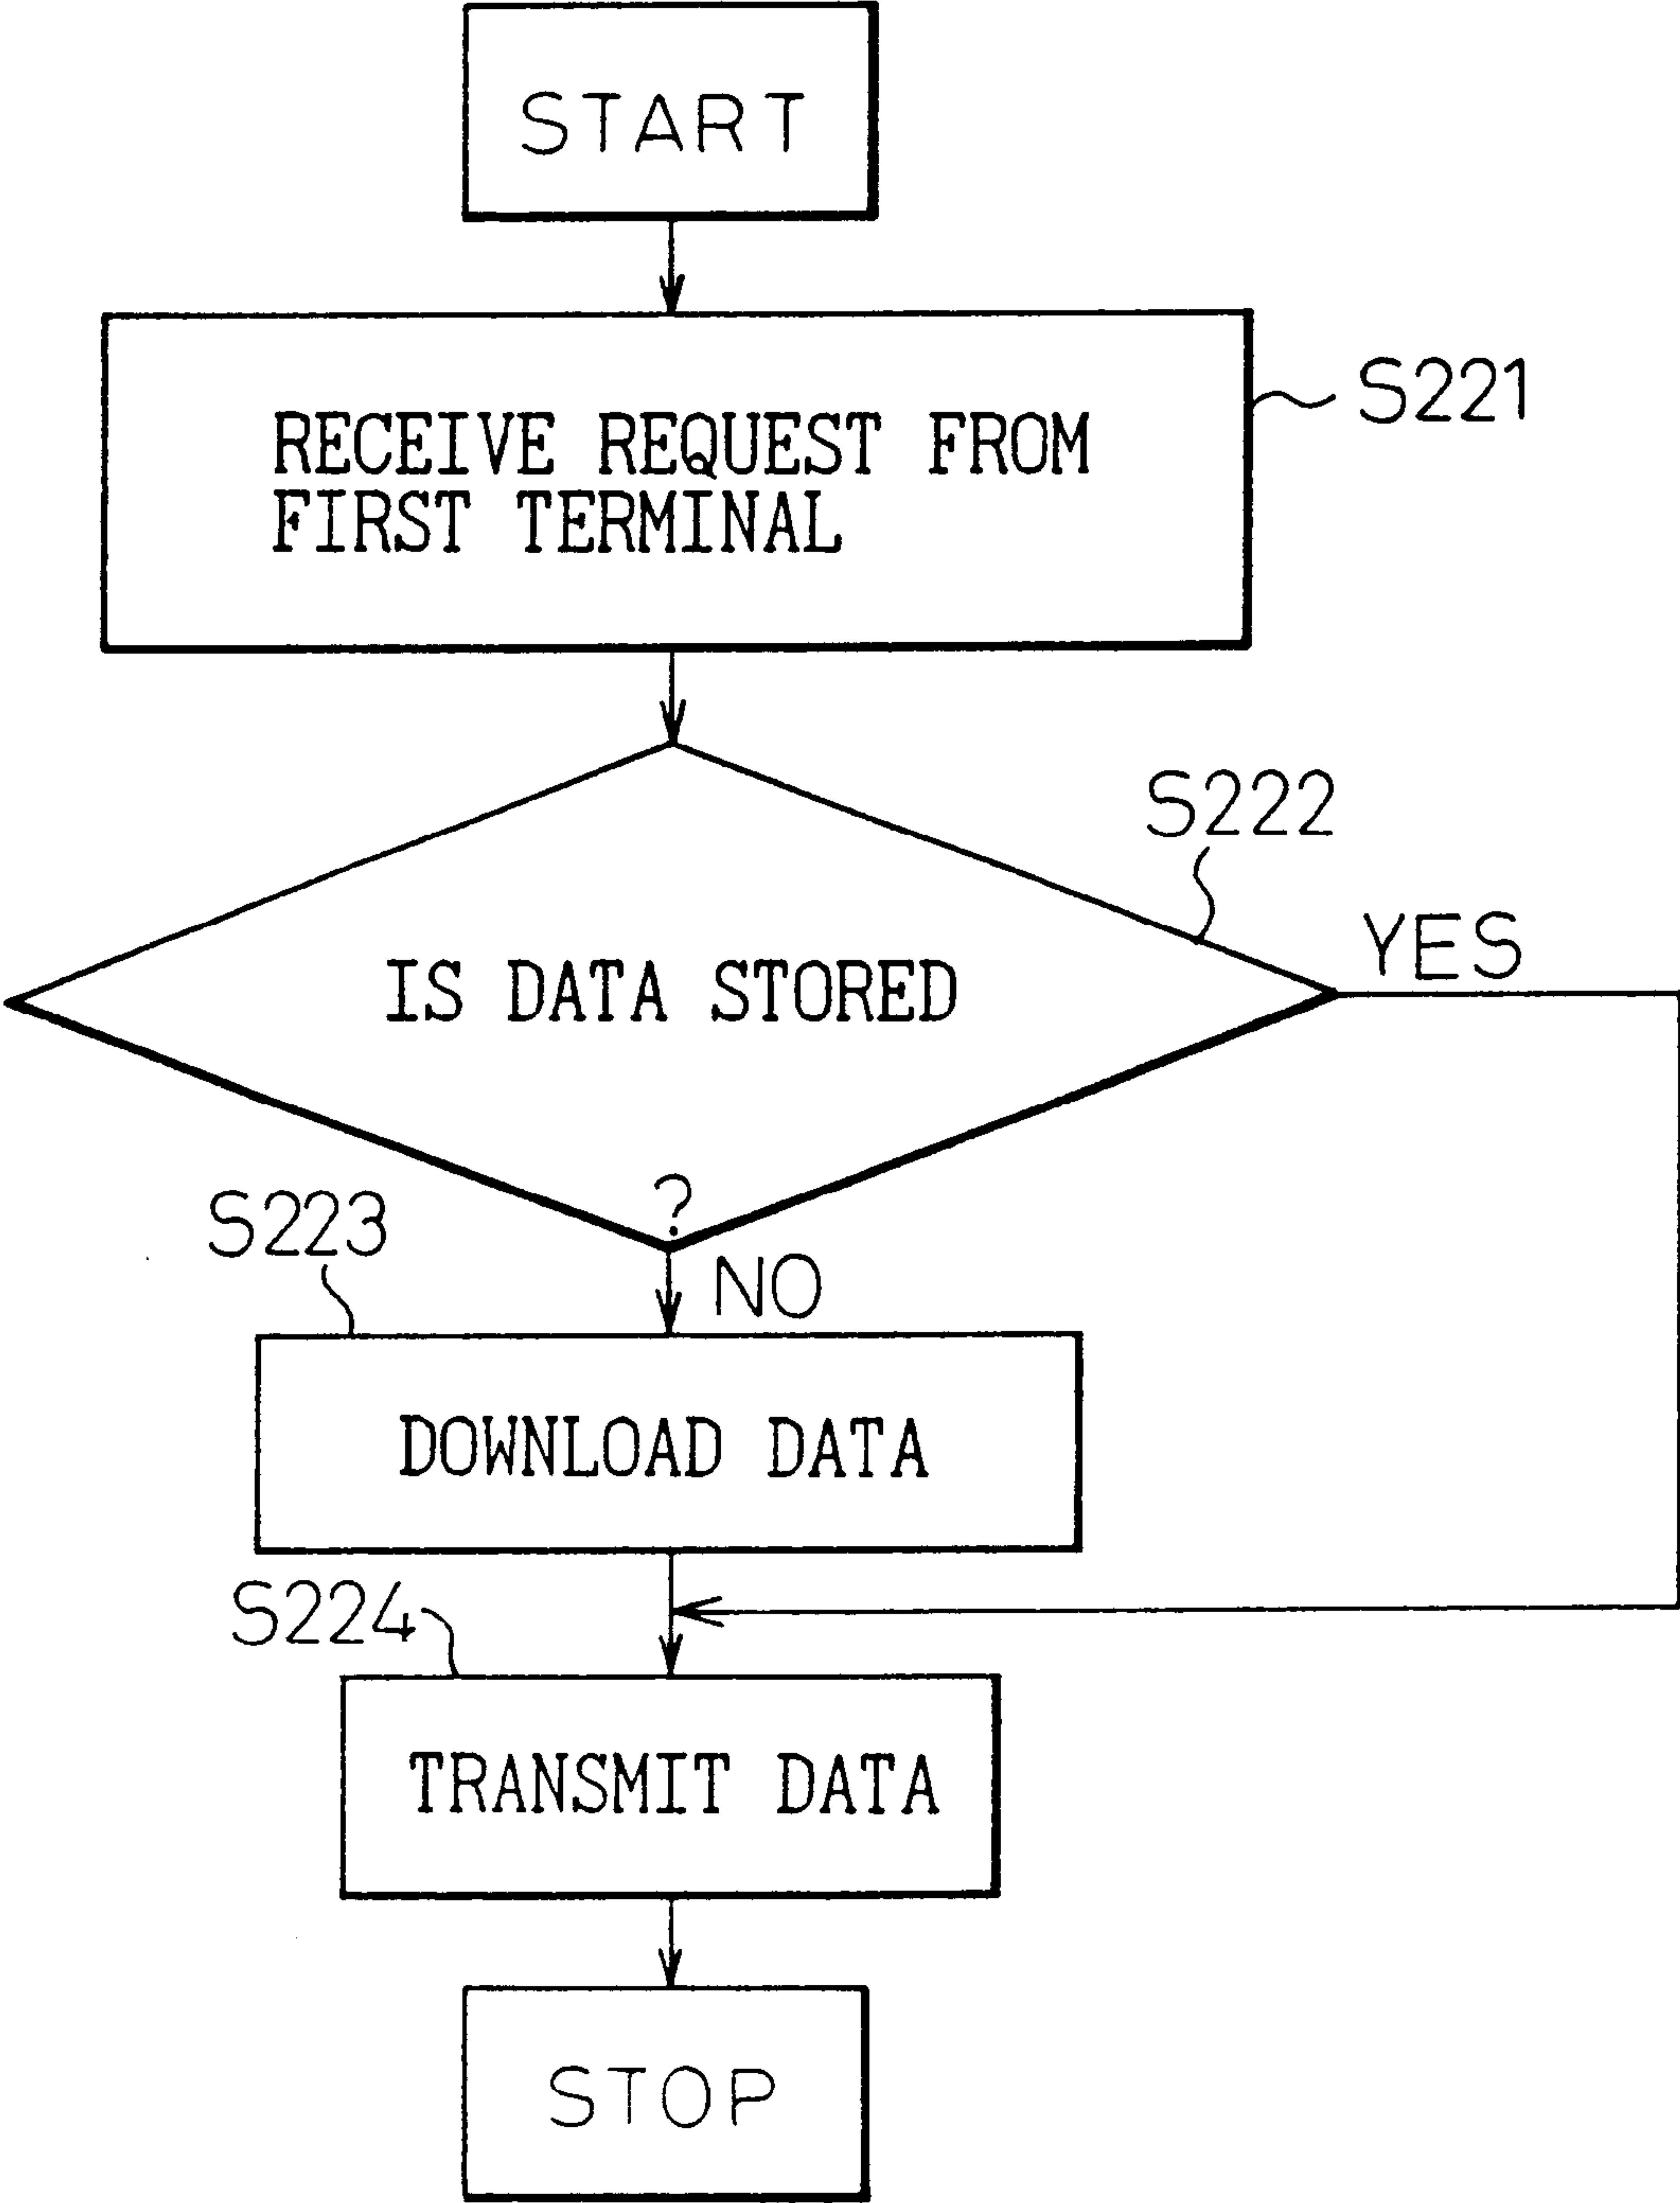 START
RECEIVE REQUEST FROM
FIRST TERMINAL
S221
S222
IS DATA STORED
?
YES
NO
S223
DOWNLOAD DATA
S224
TRANSMIT DATA
STOP